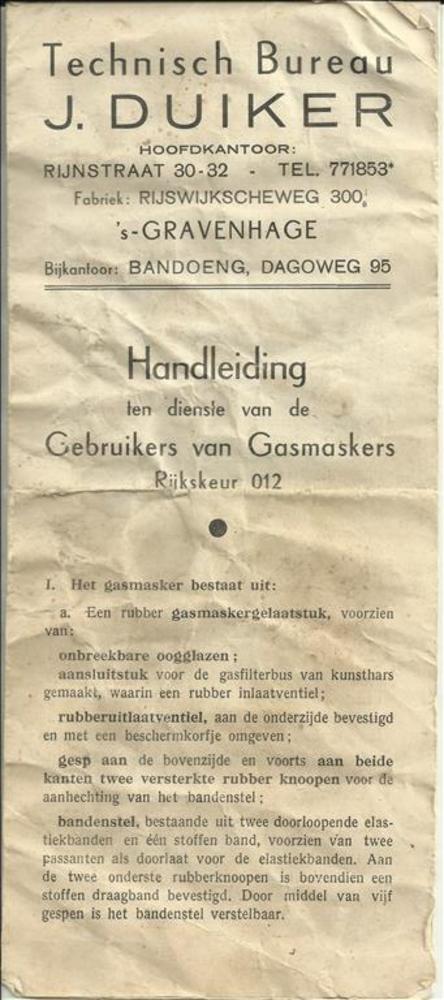 Technisch Bureau
J. DUIKER
HOOFDKANTOOR:
RIJNSTRAAT 30-32 - TEL. 771853*
Fabriek: RIJSWIJKSCHEWEG 300,
's-GRAVENHAGE
Bijkantoor: BANDOENG, DAGOWEG 95
Handleiding
ten dienste van de
Gebruikers van Gasmaskers
Rijkskeur 012
I. Het gasmasker bestaat uit:
a. Een rubber gasmaskergelaatstuk, voorzien
van:
onbreekbare oogglazen;
aansluitstuk voor de gasfilterbus van kunsthars
gemaakt, waarin een rubber inlaatventiel;
rubberuitlaatventiel, aan de onderzijde bevestigd
en met een beschermkorfje omgeven;
gesp aan de bovenzijde en voorts aan beide
kanten twee versterkte rubber knoopen voor de
aanhechting van het bandenstel;
bandenstel, bestaande uit twee doorloopende elas-
tiekbanden en één stoffen band, voorzien van twee
passanten als doorlaat voor de elastiekbanden. Aan
de twee onderste rubberknoopen is bovendien een
stoffen draagband bevestigd. Door middel van vijf
gespen is het bandenstel verstelbaar.